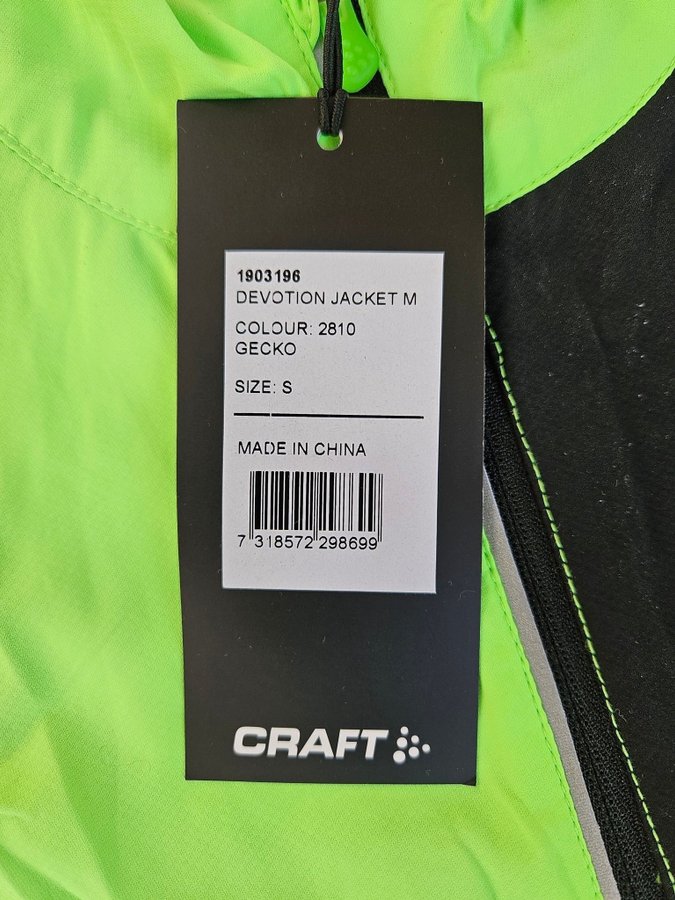 1903196
DEVOTION JACKET M
COLOUR: 2810
GECKO
SIZE: S
MADE IN CHINA
7 318572 298699
CRAFT